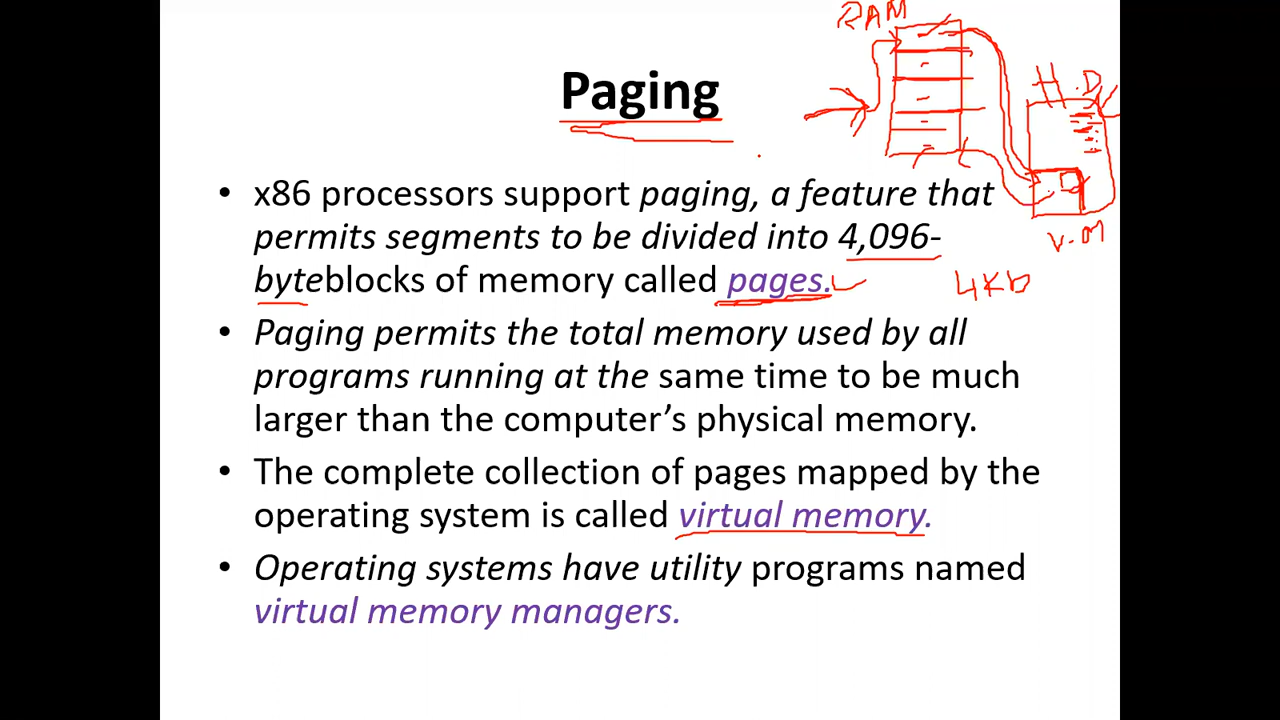 RAM
H.D
Paging
• x86 processors support paging, a feature that
permits segments to be divided into 4,096-
byteblocks of memory called pages.
V.M
4Kb
• Paging permits the total memory used by all
programs running at the same time to be much
larger than the computer’s physical memory.
• The complete collection of pages mapped by the
operating system is called virtual memory.
• Operating systems have utility programs named
virtual memory managers.